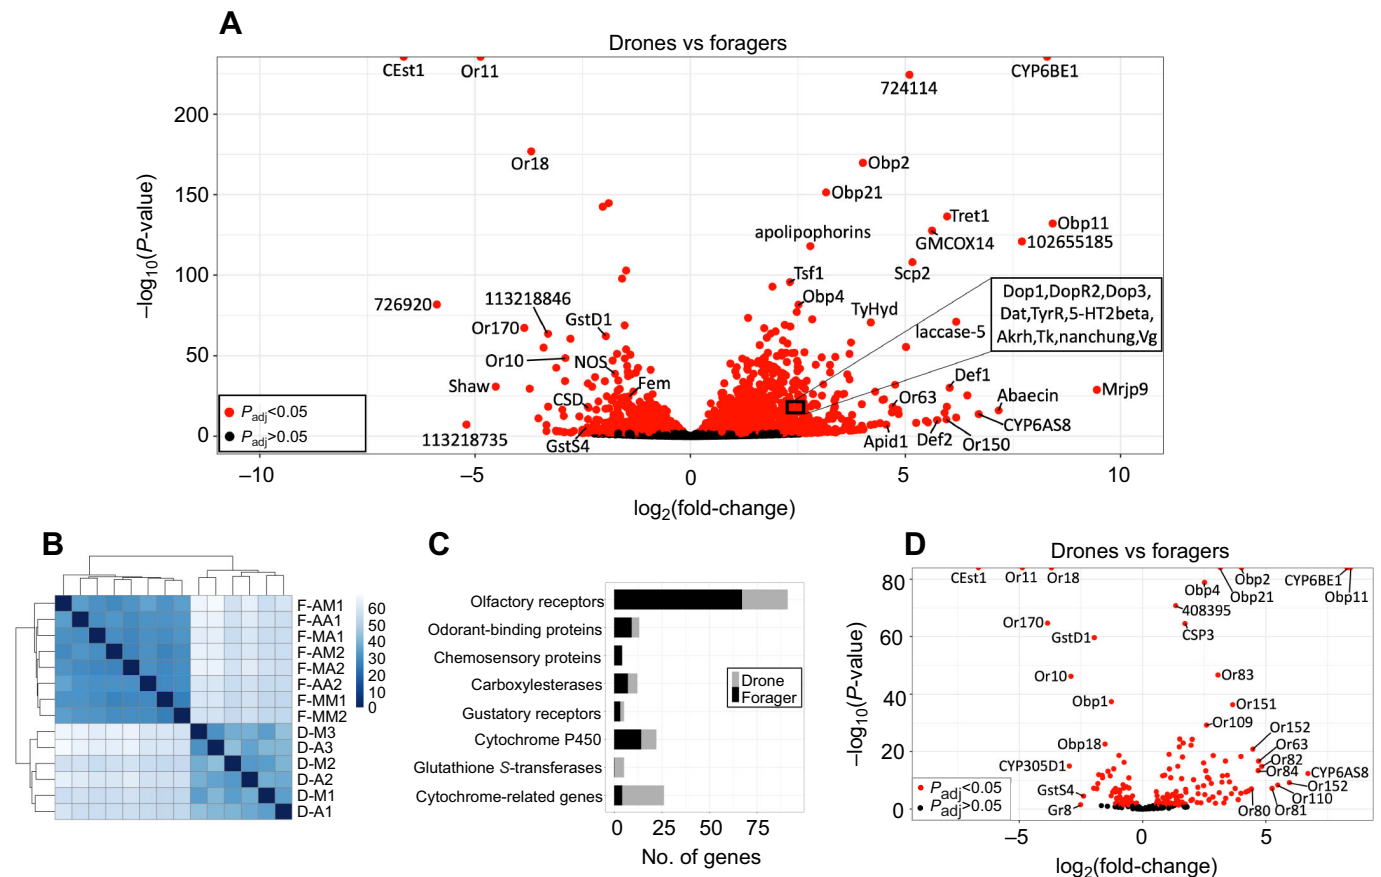 A
Drones vs foragers
CEst1
Or11
CYP6BE1
724114
200
Or18
Obp2
150
Obp21
Tret1
Obp11
apolipophorins
GMCOX14
102655185
100
Scp2
Tsf1
726920
113218846
Obp4
TyHyd
Dop1,DopR2,Dop3,
Dat,TyrR,5-HT2beta,
Akrh,Tk,nanchung,Vg
Or170
GstD1
laccase-5
50
Or10
NOS
Shaw
Fem
Def1
Abaecin
Mrjp9
CSD
Or63
CYP6AS8
0
113218735
GstS4
Apid1
Def2
Or150
Padj<0.05
Padj>0.05
–log10(P-value)
–10
–5
0
5
10
log2(fold-change)
B
F-AM1
F-AA1
F-MA1
F-AM2
F-MA2
F-AA2
F-MM1
F-MM2
D-M3
D-A3
D-M2
D-A2
D-M1
D-A1
60
50
40
30
20
10
0
C
Olfactory receptors
Odorant-binding proteins
Chemosensory proteins
Carboxylesterases
Gustatory receptors
Cytochrome P450
Glutathione S-transferases
Cytochrome-related genes
Drone
Forager
0
25
50
75
No. of genes
D
Drones vs foragers
80
CEst1
Or11
Or18
Obp4
Obp2
Obp21
CYP6BE1
Obp11
408395
Or170
CSP3
60
GstD1
Or10
Or83
40
Obp1
Or151
Or109
Or152
20
Obp18
Or63
CYP305D1
Or82
Or84
CYP6AS8
Or152
GstS4
Or110
0
Gr8
Or80
Or81
Padj<0.05
Padj>0.05
–log10(P-value)
–5
0
5
log2(fold-change)